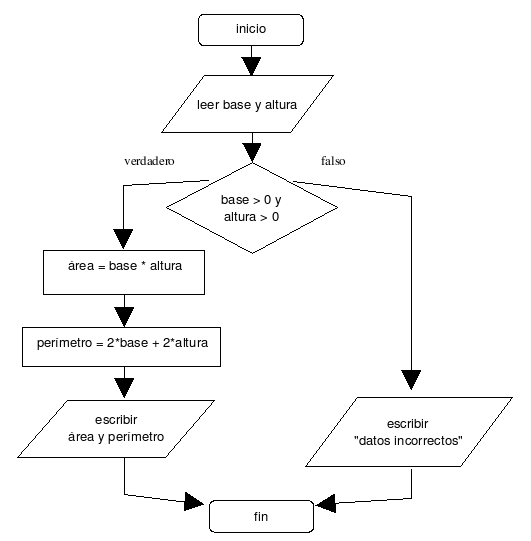 inicio
leer base y altura
verdadero
falso
base > 0 y
altura > 0
área = base * altura
perímetro = 2*base + 2*altura
escribir
área y perímetro
escribir
"datos incorrectos"
fin